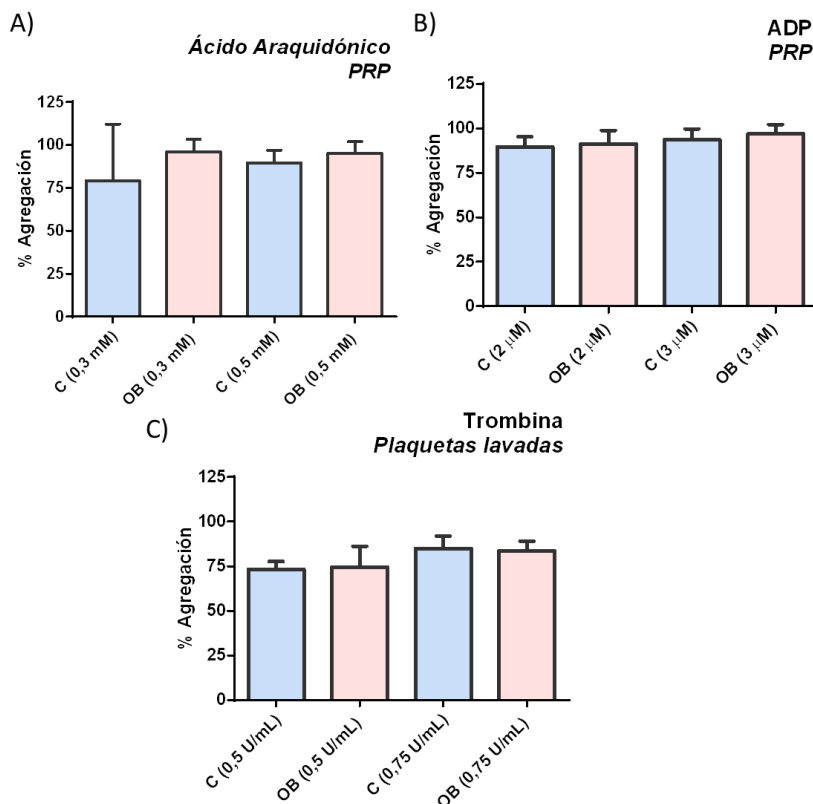 A)
Ácido Araquidónico
PRP
% Agregación
125
100
75
50
25
0
C (0,3 mM)
OB (0,3 mM)
C (0,5 mM)
OB (0,5 mM)
B)
ADP
PRP
% Agregación
125
100
75
50
25
0
C (2 μM)
OB (2 μM)
C (3 μM)
OB (3 μM)
C)
Trombina
Plaquetas lavadas
% Agregación
125
100
75
50
25
0
C (0,5 U/mL)
OB (0,5 U/mL)
C (0,75 U/mL)
OB (0,75 U/mL)